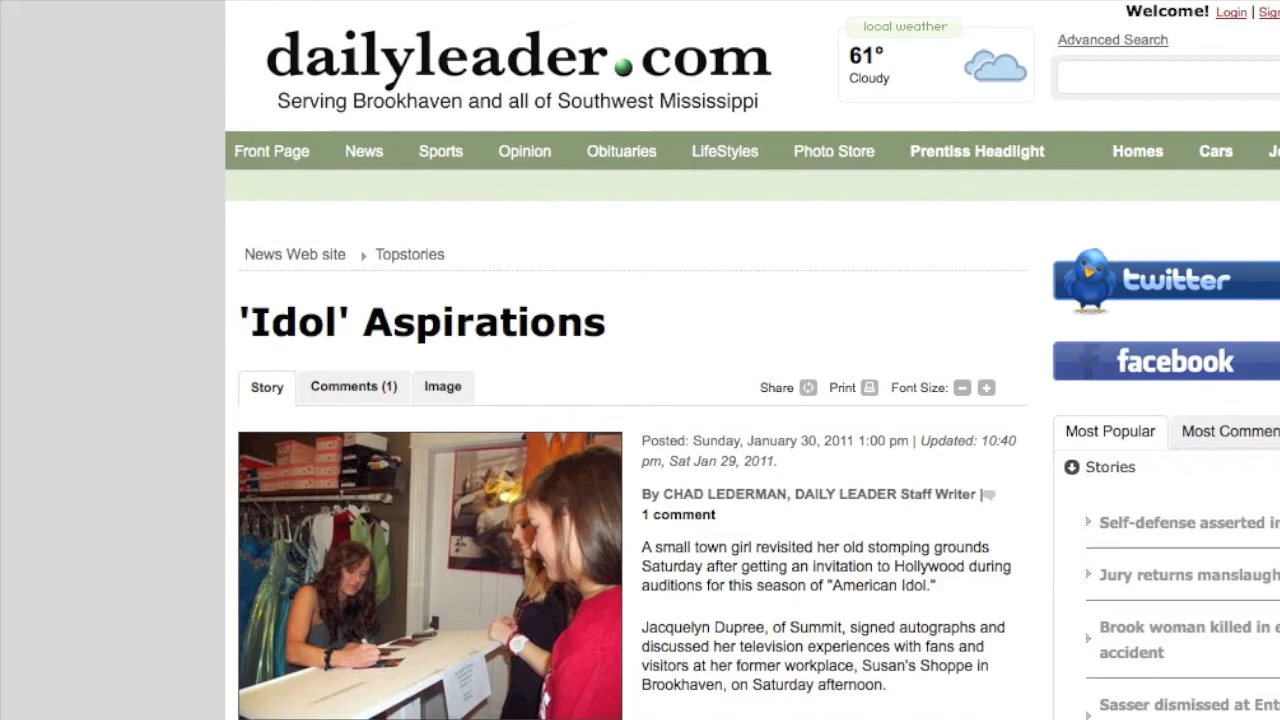 Welcome! Login |
local weather
dailyleader.com
61°
Cloudy
Advanced Search
Serving Brookhaven and all of Southwest Mississippi
Front Page News Sports Opinion Obituaries LifeStyles Photo Store Prentiss Headlight Homes Cars
News Web site Topstories
twitter
'Idol' Aspirations
facebook
Story Comments (1) Image Share Print Font Size:
Most Popular Most Commen
Stories
Posted: Sunday, January 30, 2011 1:00 pm | Updated: 10:40
pm, Sat Jan 29, 2011.
By CHAD LEDERMAN, DAILY LEADER Staff Writer |
1 comment
A small town girl revisited her old stomping grounds
Saturday after getting an invitation to Hollywood during
auditions for this season of "American Idol."
Jacquelyn Dupree, of Summit, signed autographs and
discussed her television experiences with fans and
visitors at her former workplace, Susan's Shoppe in
Brookhaven, on Saturday afternoon.
Self-defense asserted in
Jury returns manslaugh
Brook woman killed in
accident
Sasser dismissed at Ent